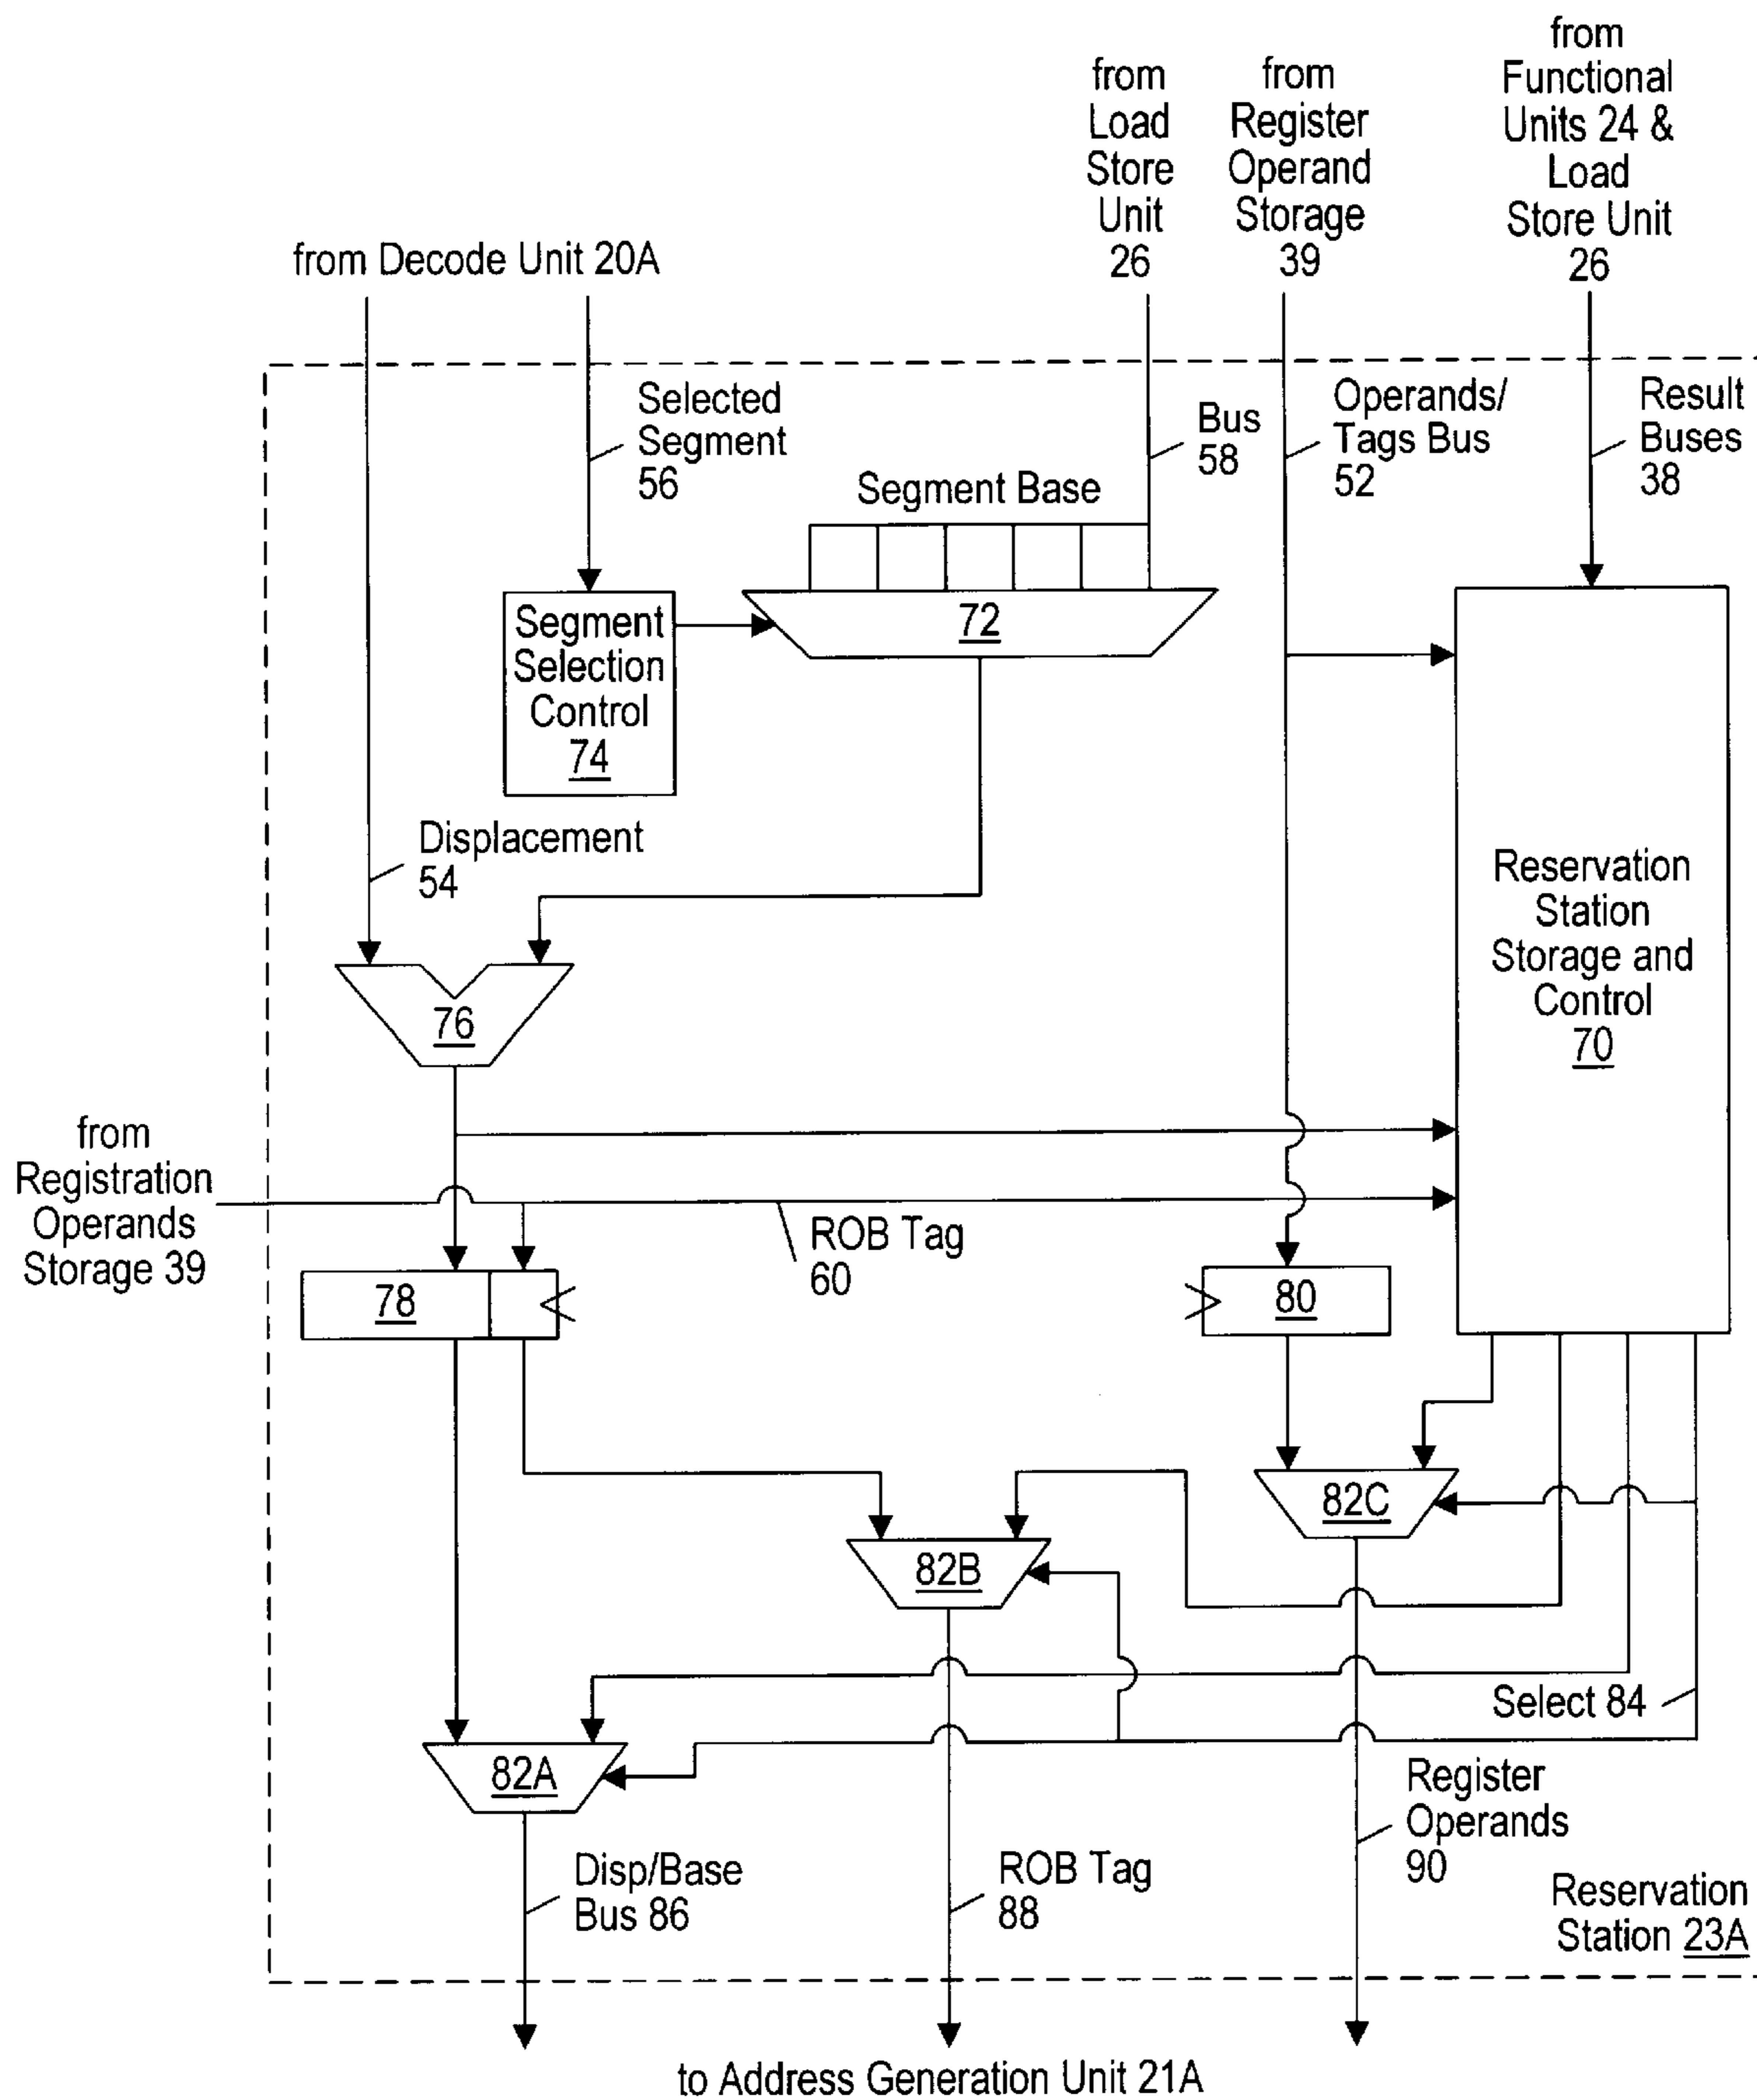 from
Functional
Units 24 &
Load
Store Unit
26
from
Load
Store
Unit
26
from
Register
Operand
Storage
39
from Decode Unit 20A
Selected
Segment
56
Bus
58
Operands/
Tags Bus
52
Result
Buses
38
Segment Base
Segment
Selection
Control
74
72
Displacement
54
Reservation
Station
Storage and
Control
70
76
from
Registration
Operands
Storage 39
ROB Tag
60
78
80
82C
82B
Select 84
82A
Register
Operands
90
Disp/Base
Bus 86
ROB Tag
88
Reservation
Station 23A
to Address Generation Unit 21A